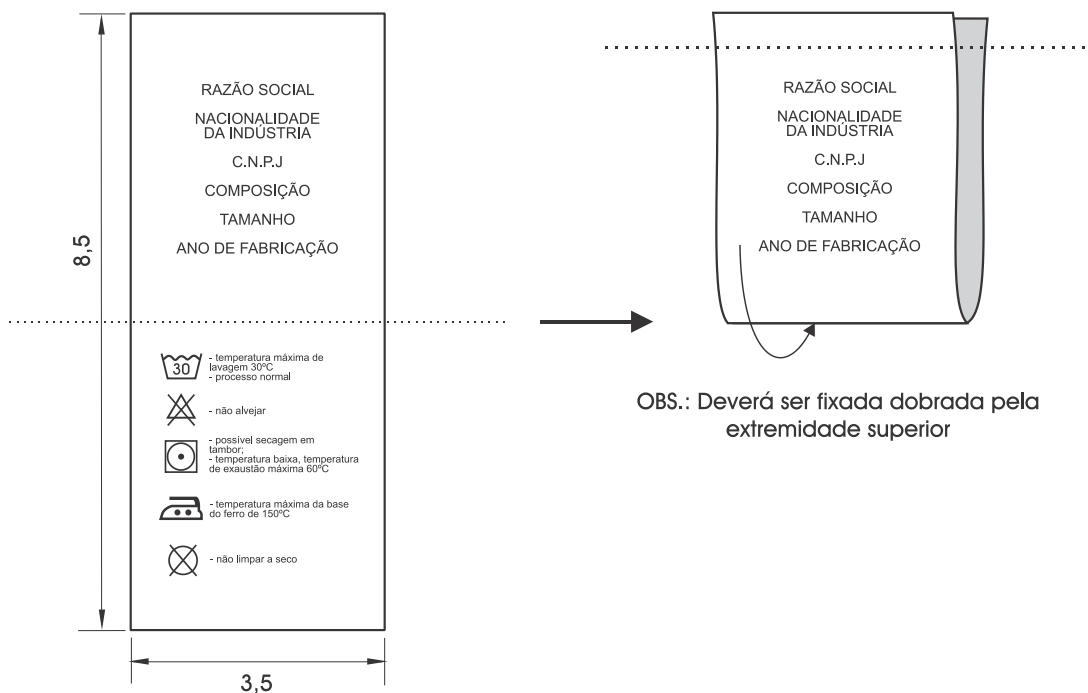 RAZÃO SOCIAL
NACIONALIDADE
DA INDÚSTRIA
C.N.P.J
COMPOSIÇÃO
TAMANHO
ANO DE FABRICAÇÃO
8,5
30
- temperatura máxima de
lavagem 30ºC
- processo normal
- não alvejar
- possível secagem em
tambor;
- temperatura baixa, temperatura
de exaustão máxima 60ºC
- temperatura máxima da base
do ferro de 150ºC
- não limpar a seco
3,5
RAZÃO SOCIAL
NACIONALIDADE
DA INDÚSTRIA
C.N.P.J
COMPOSIÇÃO
TAMANHO
ANO DE FABRICAÇÃO
OBS.: Deverá ser fixada dobrada pela
extremidade superior